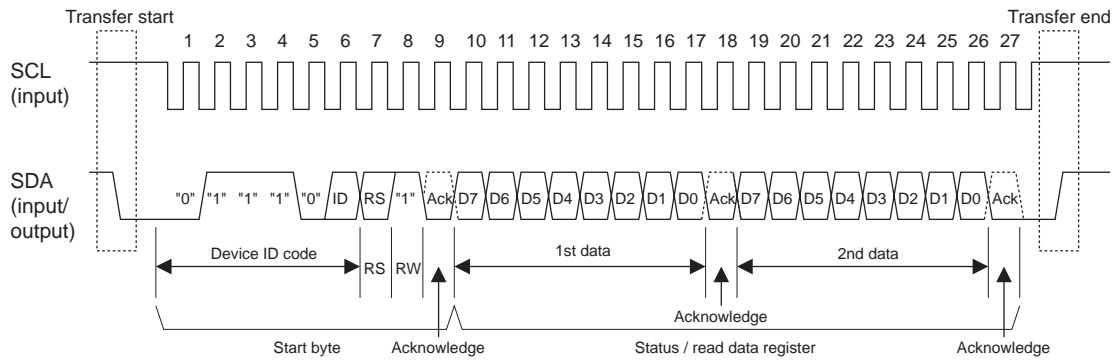 Transfer start
Transfer end
1 2 3 4 5 6 7 8 9 10 11 12 13 14 15 16 17 18 19 20 21 22 23 24 25 26 27
SCL
(input)
SDA
(input/
output)
"0" "1" "1" "1" "0" ID RS "1" Ack D7 D6 D5 D4 D3 D2 D1 D0 Ack D7 D6 D5 D4 D3 D2 D1 D0 Ack
Device ID code RS RW 1st data 2nd data
Acknowledge
Start byte Acknowledge Status / read data register Acknowledge